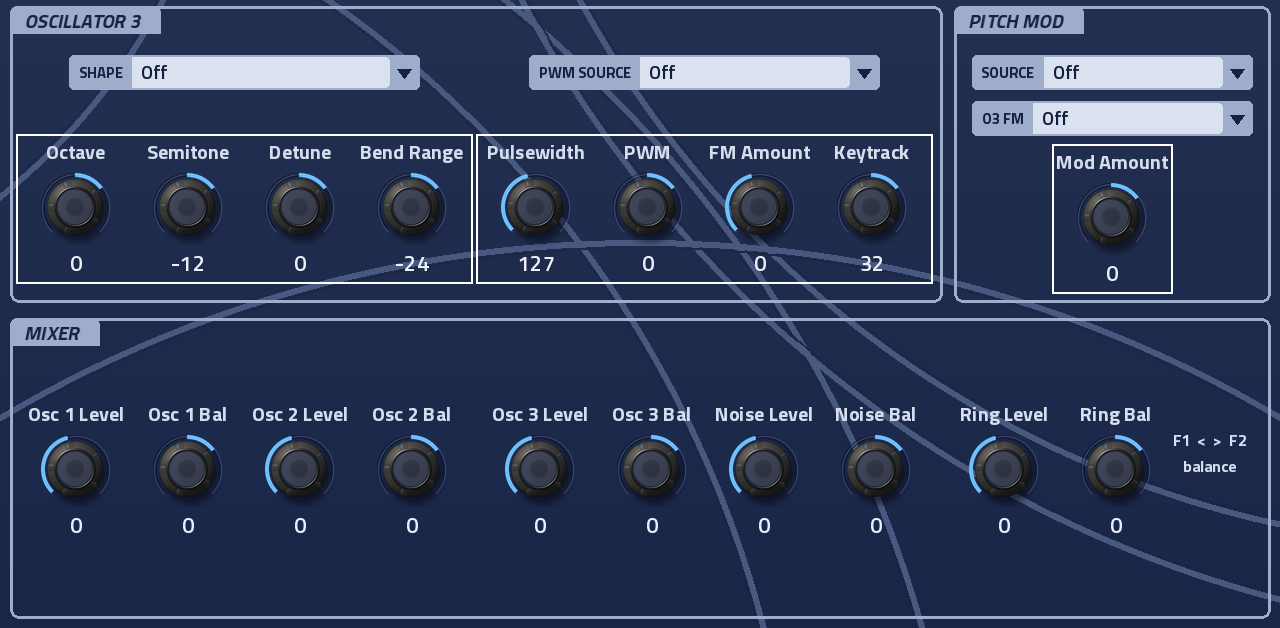 OSCILLATOR 3
PITCH MOD
SHAPE Off
PWM SOURCE Off
SOURCE Off
O3 FM Off
Octave Semitone Detune Bend Range Pulsewidth PWM FM Amount Keytrack
Mod Amount
0 -12 0 -24 127 0 0 32
0
MIXER
Osc 1 Level Osc 1 Bal Osc 2 Level Osc 2 Bal Osc 3 Level Osc 3 Bal Noise Level Noise Bal Ring Level Ring Bal
F1 < > F2
balance
0 0 0 0 0 0 0 0 0 0